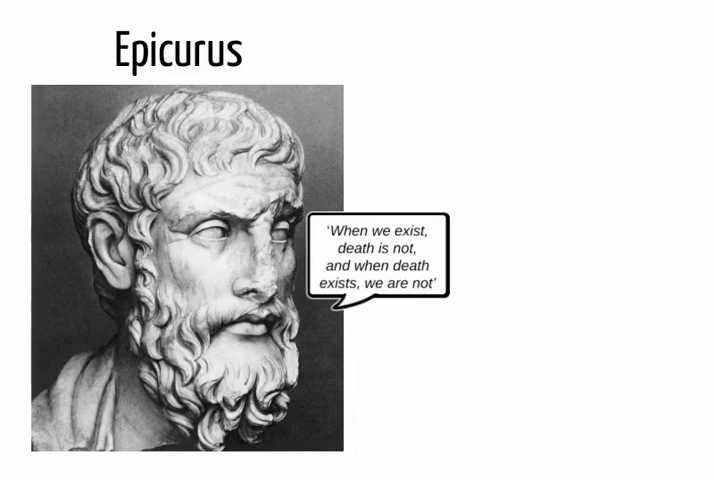 Epicurus
‘When we exist,
death is not,
and when death
exists, we are not’